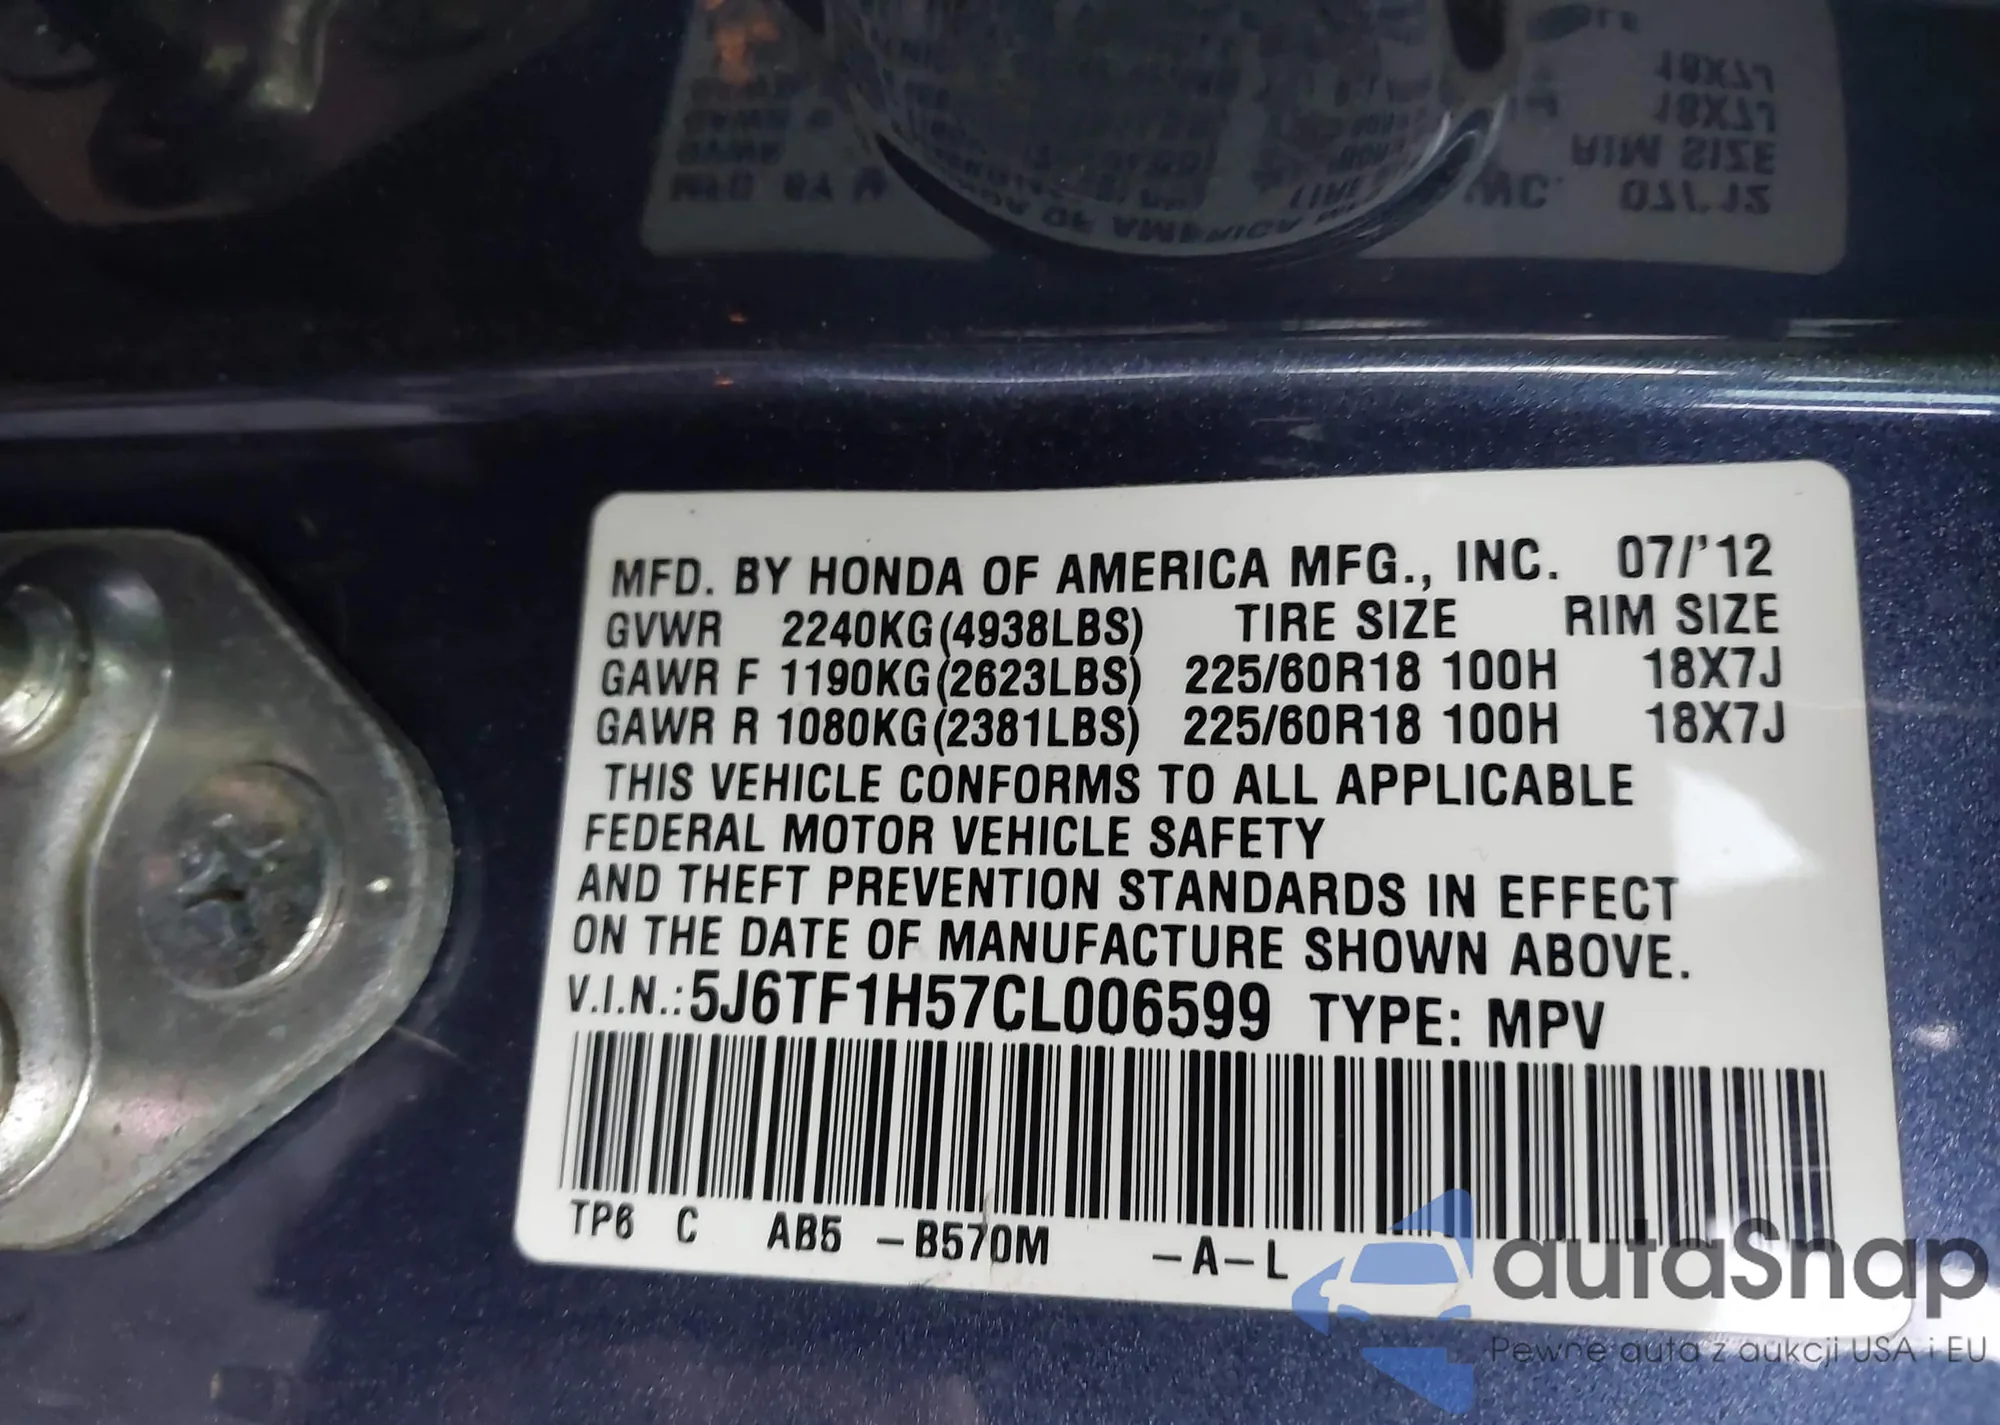 MFD. BY HONDA OF AMERICA MFG., INC. 07/'12
GVWR 2240KG(4938LBS) TIRE SIZE RIM SIZE
GAWR F 1190KG(2623LBS) 225/60R18 100H 18X7J
GAWR R 1080KG(2381LBS) 225/60R18 100H 18X7J
THIS VEHICLE CONFORMS TO ALL APPLICABLE
FEDERAL MOTOR VEHICLE SAFETY
AND THEFT PREVENTION STANDARDS IN EFFECT
ON THE DATE OF MANUFACTURE SHOWN ABOVE.
V.I.N.: 5J6TF1H57CL006599 TYPE: MPV
TP6 C AB5 -B570M -A-L
autaSnap
Pewne auta z aukcji USA i EU